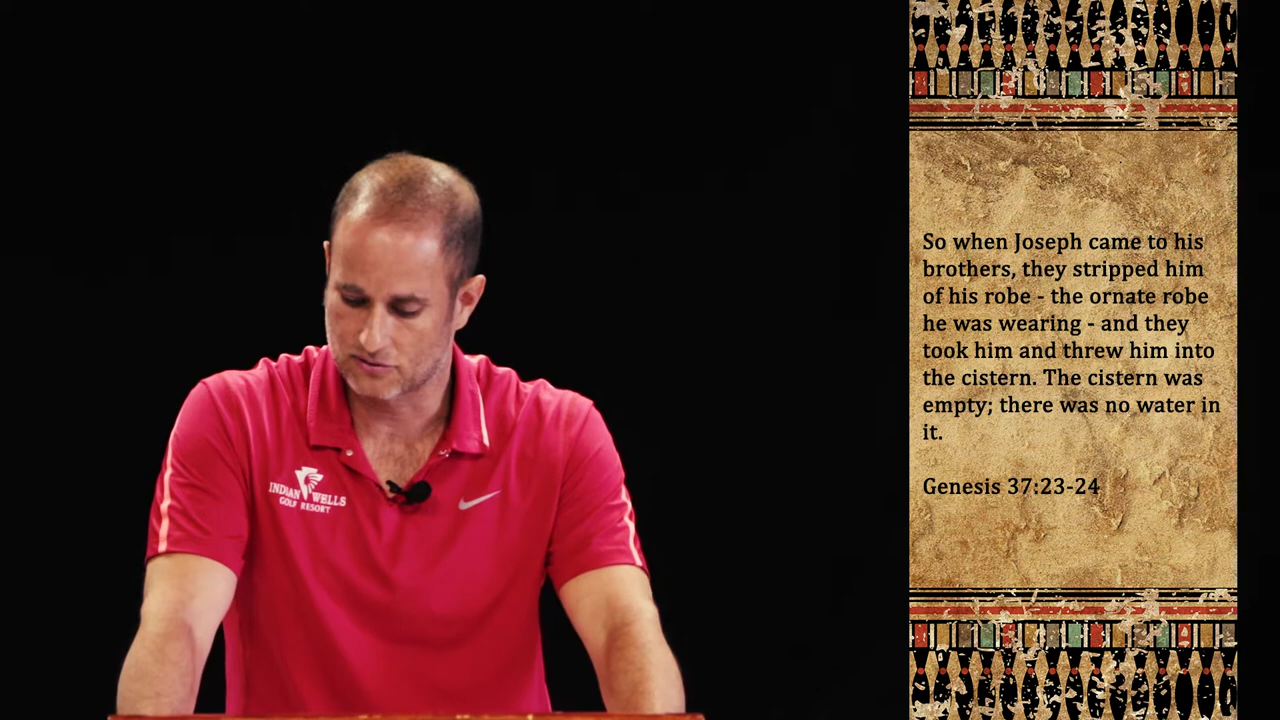 INDIAN WELLS
GOLF RESORT
So when Joseph came to his
brothers, they stripped him
of his robe - the ornate robe
he was wearing - and they
took him and threw him into
the cistern. The cistern was
empty; there was no water in
it.
Genesis 37:23-24